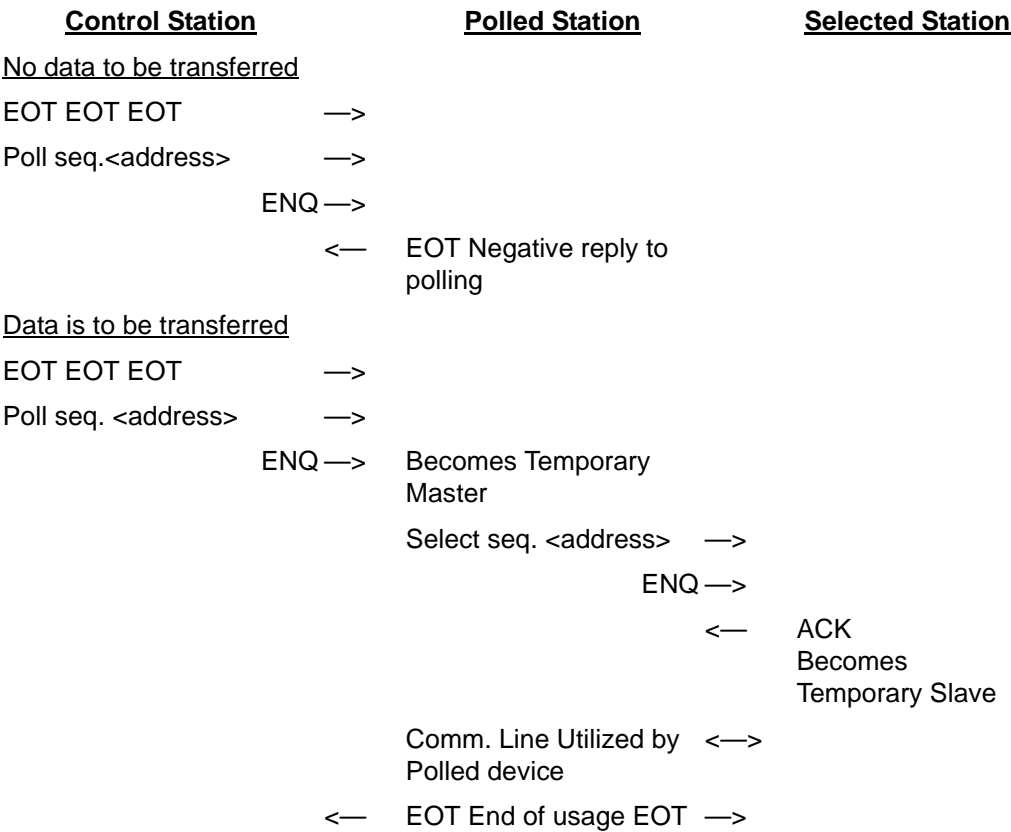 Control Station Polled Station Selected Station
No data to be transferred
EOT EOT EOT —>
Poll seq.<address> —>
ENQ —>
<— EOT Negative reply to
polling
Data is to be transferred
EOT EOT EOT —>
Poll seq. <address> —>
ENQ —> Becomes Temporary
Master
Select seq. <address> —>
ENQ —>
<— ACK
Becomes
Temporary Slave
Comm. Line Utilized by <—>
Polled device
<— EOT End of usage EOT —>